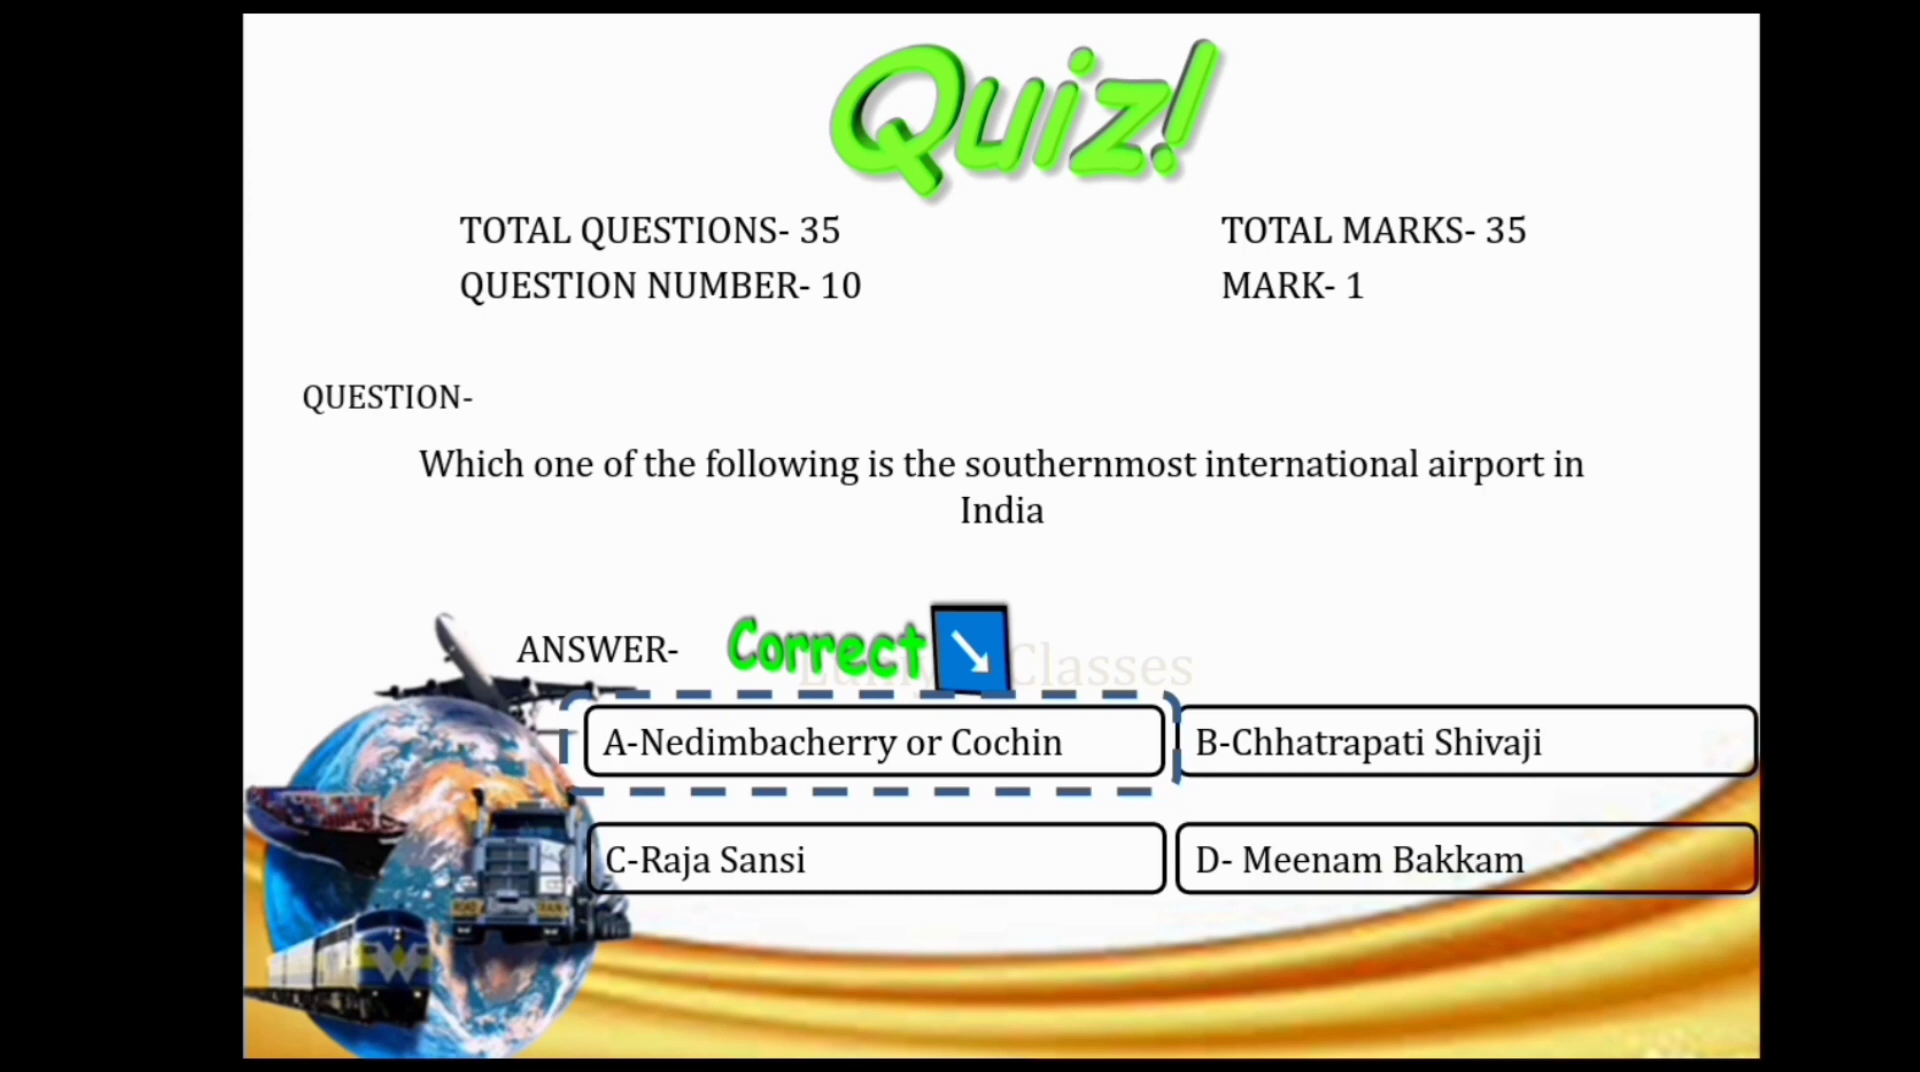 Quiz!
TOTAL QUESTIONS- 35
TOTAL MARKS- 35
QUESTION NUMBER- 10
MARK- 1
QUESTION-
Which one of the following is the southernmost international airport in
India
ANSWER-
Correct
Classes
A-Nedimbacherry or Cochin
B-Chhatrapati Shivaji
C-Raja Sansi
D- Meenam Bakkam